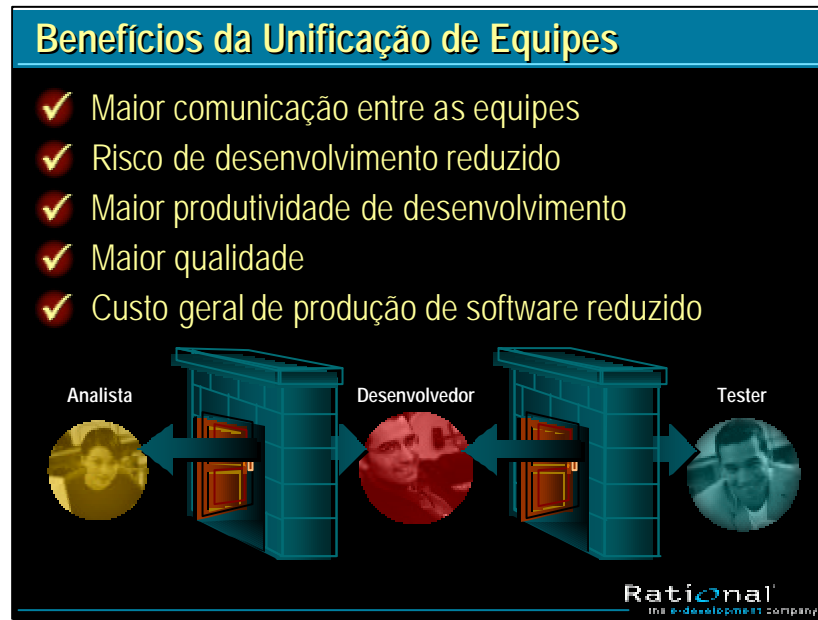 Benefícios da Unificação de Equipes
Maior comunicação entre as equipes
Risco de desenvolvimento reduzido
Maior produtividade de desenvolvimento
Maior qualidade
Custo geral de produção de software reduzido
Analista
Desenvolvedor
Tester
Rational
the e-development company